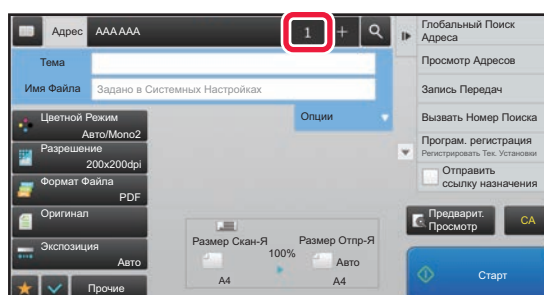 Адрес AAA AAA 1 +
Тема
Имя Файла Задано в Системных Настройках
Опции
Цветной Режим
Авто/Mono2
Разрешение
200x200dpi
Формат Файла
PDF
Оригинал
Экспозиция
Авто
Прочие
Размер Скан-Я
100%
Размер Отпр-Я
Авто
A4
A4
Глобальный Поиск
Адреса
Просмотр Адресов
Запись Передач
Вызвать Номер Поиска
Програм. регистрация
Регистрировать Тек. Установки
Отправить
ссылку назначения
Предварит.
Просмотр
CA
Старт